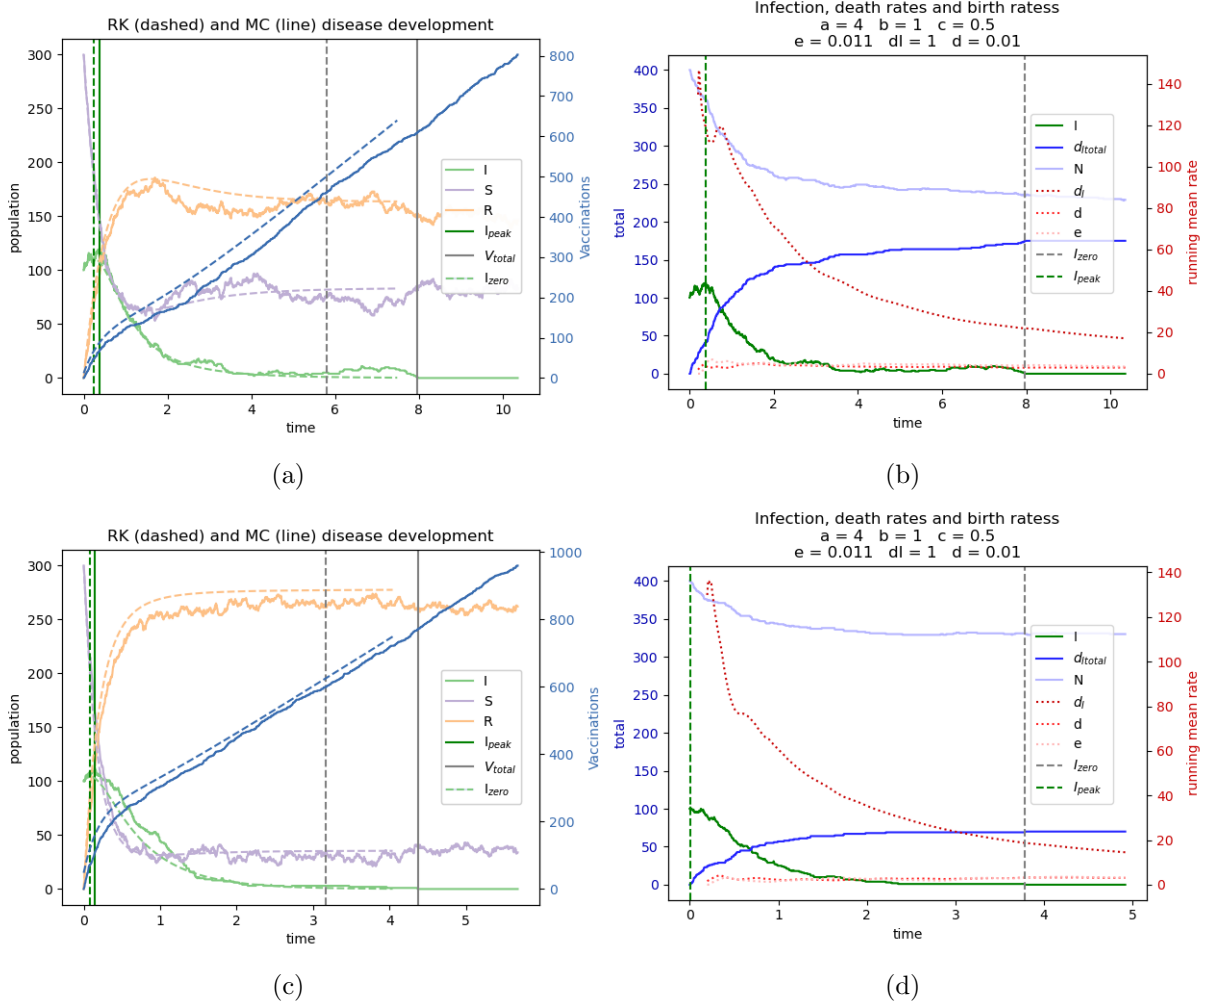 RK (dashed) and MC (line) disease development
300
250
200
150
100
50
0
population
800
700
600
500
400
300
200
100
0
Vaccinations
I
S
R
I_peak
V_total
I_zero
0 2 4 6 8 10
time
(a)
Infection, death rates and birth ratess
a = 4 b = 1 c = 0.5
e = 0.011 dl = 1 d = 0.01
400
350
300
250
200
150
100
50
0
total
140
120
100
80
60
40
20
0
running mean rate
I
d_Itotal
N
d_I
d
e
I_zero
I_peak
0 2 4 6 8 10
time
(b)
RK (dashed) and MC (line) disease development
300
250
200
150
100
50
0
population
1000
800
600
400
200
0
Vaccinations
I
S
R
I_peak
V_total
I_zero
0 1 2 3 4 5
time
(c)
Infection, death rates and birth ratess
a = 4 b = 1 c = 0.5
e = 0.011 dl = 1 d = 0.01
400
350
300
250
200
150
100
50
0
total
140
120
100
80
60
40
20
0
running mean rate
I
d_Itotal
N
d_I
d
e
I_zero
I_peak
0 1 2 3 4 5
time
(d)